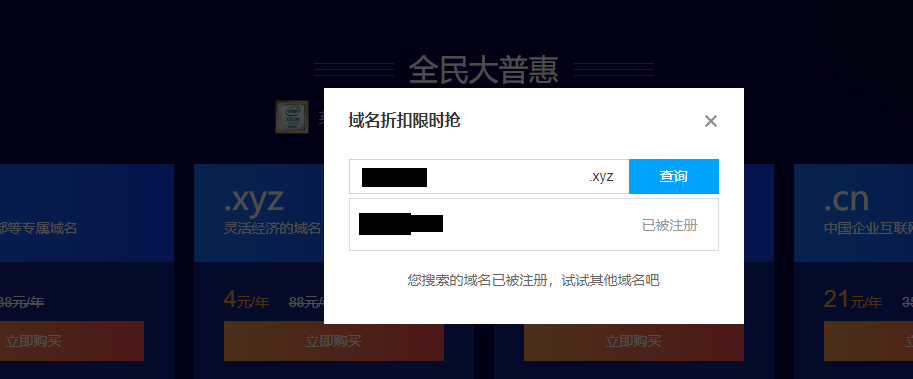 全民大普惠
域名折扣限时抢
.xyz 查询
已被注册
您搜索的域名已被注册，试试其他域名吧
部等专属域名
38元/年
立即购买
.xyz
灵活经济的域名
4元/年 88元/
立即购买
立即购买
.cn
中国企业互联网
21元/年 35
立即购买